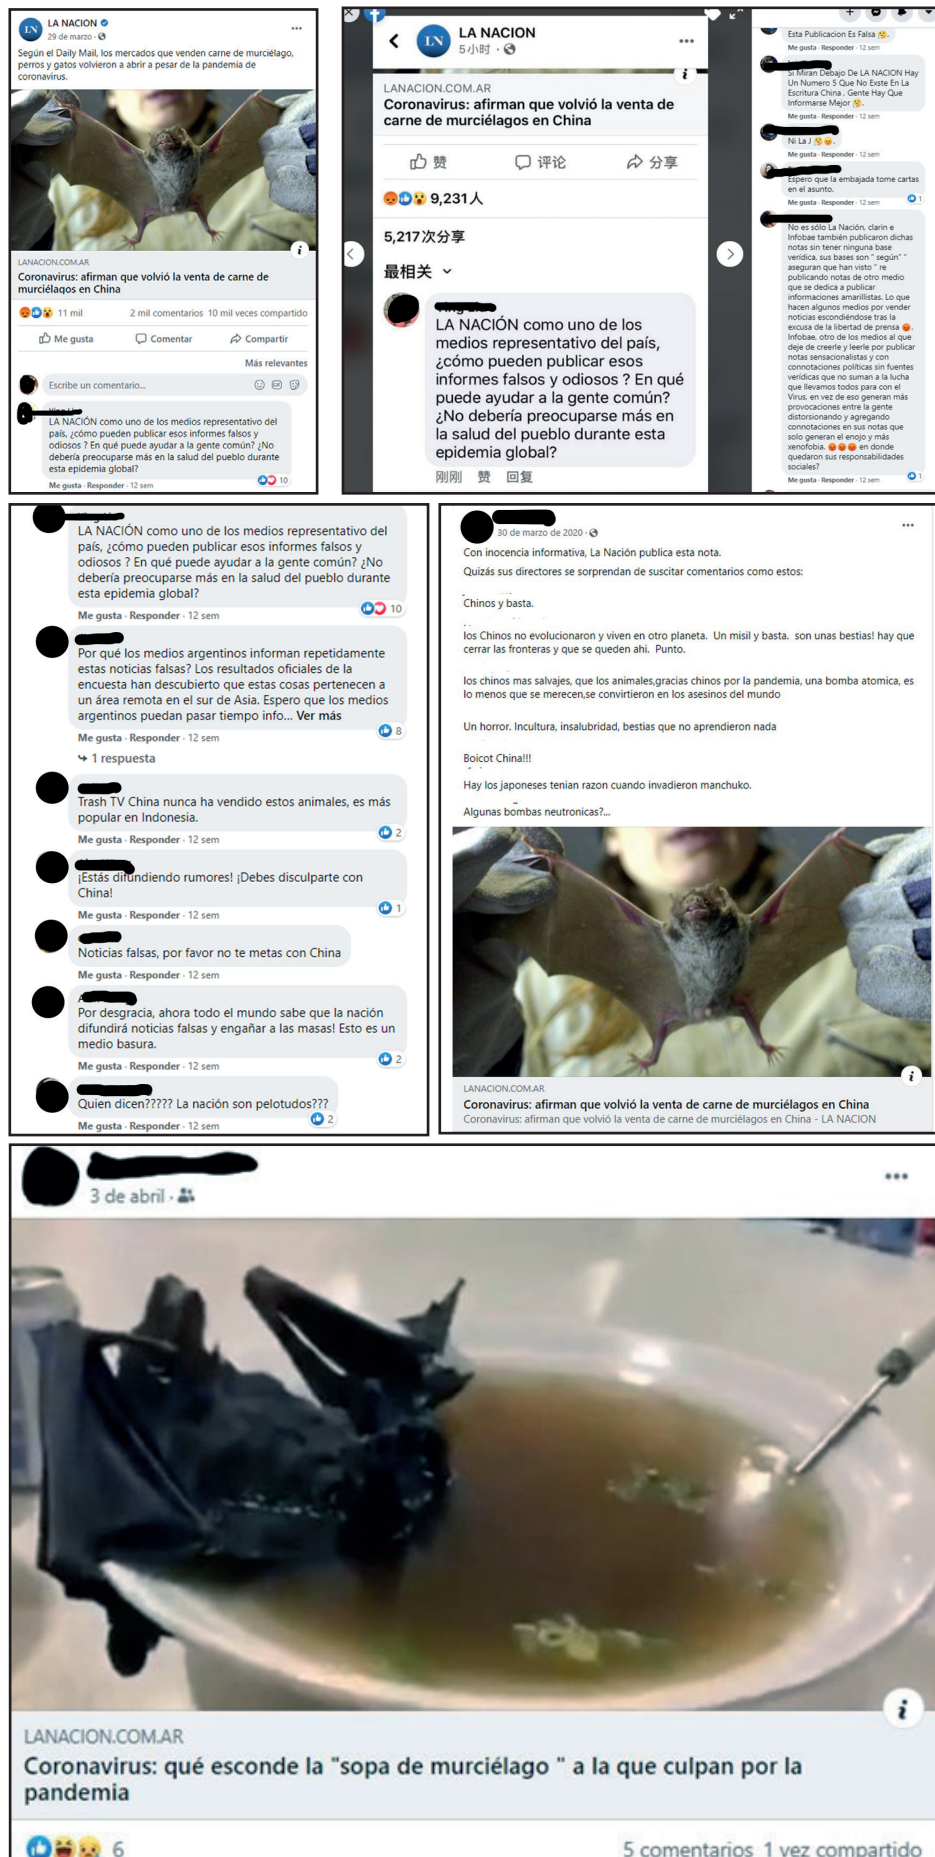 LA NACION
29 de marzo ·
Según el Daily Mail, los mercados que venden carne de murciélago,
perros y gatos volvieron a abrir a pesar de la pandemia de
coronavirus.
LANACION.COM.AR
Coronavirus: afirman que volvió la venta de carne de
murciélagos en China
11 mil
2 mil comentarios 10 mil veces compartido
Me gusta Comentar Compartir
Más relevantes
Escribe un comentario...
LA NACIÓN como uno de los medios representativo del
país, ¿cómo pueden publicar esos informes falsos y
odiosos ? En qué puede ayudar a la gente común? ¿No
debería preocuparse más en la salud del pueblo durante
esta epidemia global?
Me gusta · Responder · 12 sem
10
LN
LA NACION
5小时 ·
LANACION.COM.AR
Coronavirus: afirman que volvió la venta de
carne de murciélagos en China
赞 评论 分享
9,231人
5,217次分享
最相关
LA NACIÓN como uno de los
medios representativo del país,
¿cómo pueden publicar esos
informes falsos y odiosos ? En qué
puede ayudar a la gente común?
¿No debería preocuparse más en
la salud del pueblo durante esta
epidemia global?
刚刚 赞 回复
Esta Publicacion Es Falsa
Me gusta · Responder · 12 sem
Si Miran Debajo De LA NACION Hay
Un Numero 5 Que No Exste En La
Escritura China , Gente Hay Que
Informarse Mejor
Me gusta · Responder · 12 sem
Ni La J
Me gusta · Responder · 12 sem
Espero que la embajada tome cartas
en el asunto.
Me gusta · Responder · 12 sem
1
No es sólo La Nación, clarin e
Infobae también publicaron dichas
notas sin tener ninguna base
verídica, sus bases son " según" "
aseguran que han visto " re
publicando notas de otro medio
que se dedica a publicar
informaciones amarillistas. Lo que
hacen algunos medios por vender
noticias escondiéndose tras la
excusa de la libertad de prensa
Infobae, otro de los medios al que
deje de creerle y leerle por publicar
notas sensacionalistas y con
connotaciones políticas sin fuentes
verídicas que no suman a la lucha
que llevamos todos para con el
Virus, en vez de eso generan más
provocaciones entre la gente
distorsionando y agregando
connotaciones en sus notas que
solo generan el enojo y más
xenofobia. en donde
quedaron sus responsabilidades
sociales?
Me gusta · Responder · 12 sem
1
LA NACIÓN como uno de los medios representativo del
país, ¿cómo pueden publicar esos informes falsos y
odiosos ? En qué puede ayudar a la gente común? ¿No
debería preocuparse más en la salud del pueblo durante
esta epidemia global?
Me gusta · Responder · 12 sem
10
Por qué los medios argentinos informan repetidamente
estas noticias falsas? Los resultados oficiales de la
encuesta han descubierto que estas cosas pertenecen a
un área remota en el sur de Asia. Espero que los medios
argentinos puedan pasar tiempo info... Ver más
Me gusta · Responder · 12 sem
8
1 respuesta
Trash TV China nunca ha vendido estos animales, es más
popular en Indonesia.
Me gusta · Responder · 12 sem
2
¡Estás difundiendo rumores! ¡Debes disculparte con
China!
Me gusta · Responder · 12 sem
1
Noticias falsas, por favor no te metas con China
Me gusta · Responder · 12 sem
Por desgracia, ahora todo el mundo sabe que la nación
difundirá noticias falsas y engañar a las masas! Esto es un
medio basura.
Me gusta · Responder · 12 sem
2
Quien dicen????? La nación son pelotudos???
Me gusta · Responder · 12 sem
2
30 de marzo de 2020 ·
Con inocencia informativa, La Nación publica esta nota.
Quizás sus directores se sorprendan de suscitar comentarios como estos:
Chinos y basta.
los Chinos no evolucionaron y viven en otro planeta. Un misil y basta. son unas bestias! hay que
cerrar las fronteras y que se queden ahi. Punto.
los chinos mas salvajes, que los animales,gracias chinos por la pandemia, una bomba atomica, es
lo menos que se merecen,se convirtieron en los asesinos del mundo
Un horror. Incultura, insalubridad, bestias que no aprendieron nada
Boicot China!!!
Hay los japoneses tenian razon cuando invadieron manchuko.
Algunas bombas neutronicas?...
LANACION.COM.AR
Coronavirus: afirman que volvió la venta de carne de murciélagos en China
Coronavirus: afirman que volvió la venta de carne de murciélagos en China - LA NACION
3 de abril ·
LANACION.COM.AR
Coronavirus: qué esconde la "sopa de murciélago " a la que culpan por la
pandemia
6
5 comentarios 1 vez compartido